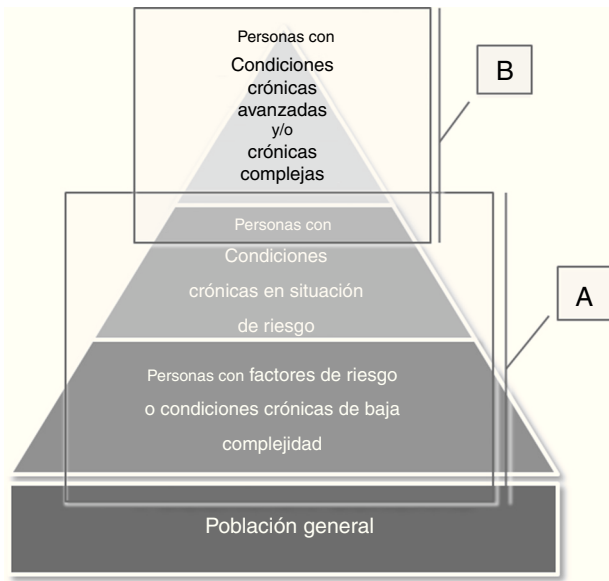 Personas con
Condiciones
crónicas
avanzadas
y/o
crónicas
complejas
B
Personas con
Condiciones
crónicas en situación
de riesgo
A
Personas con factores de riesgo
o condiciones crónicas de baja
complejidad
Población general